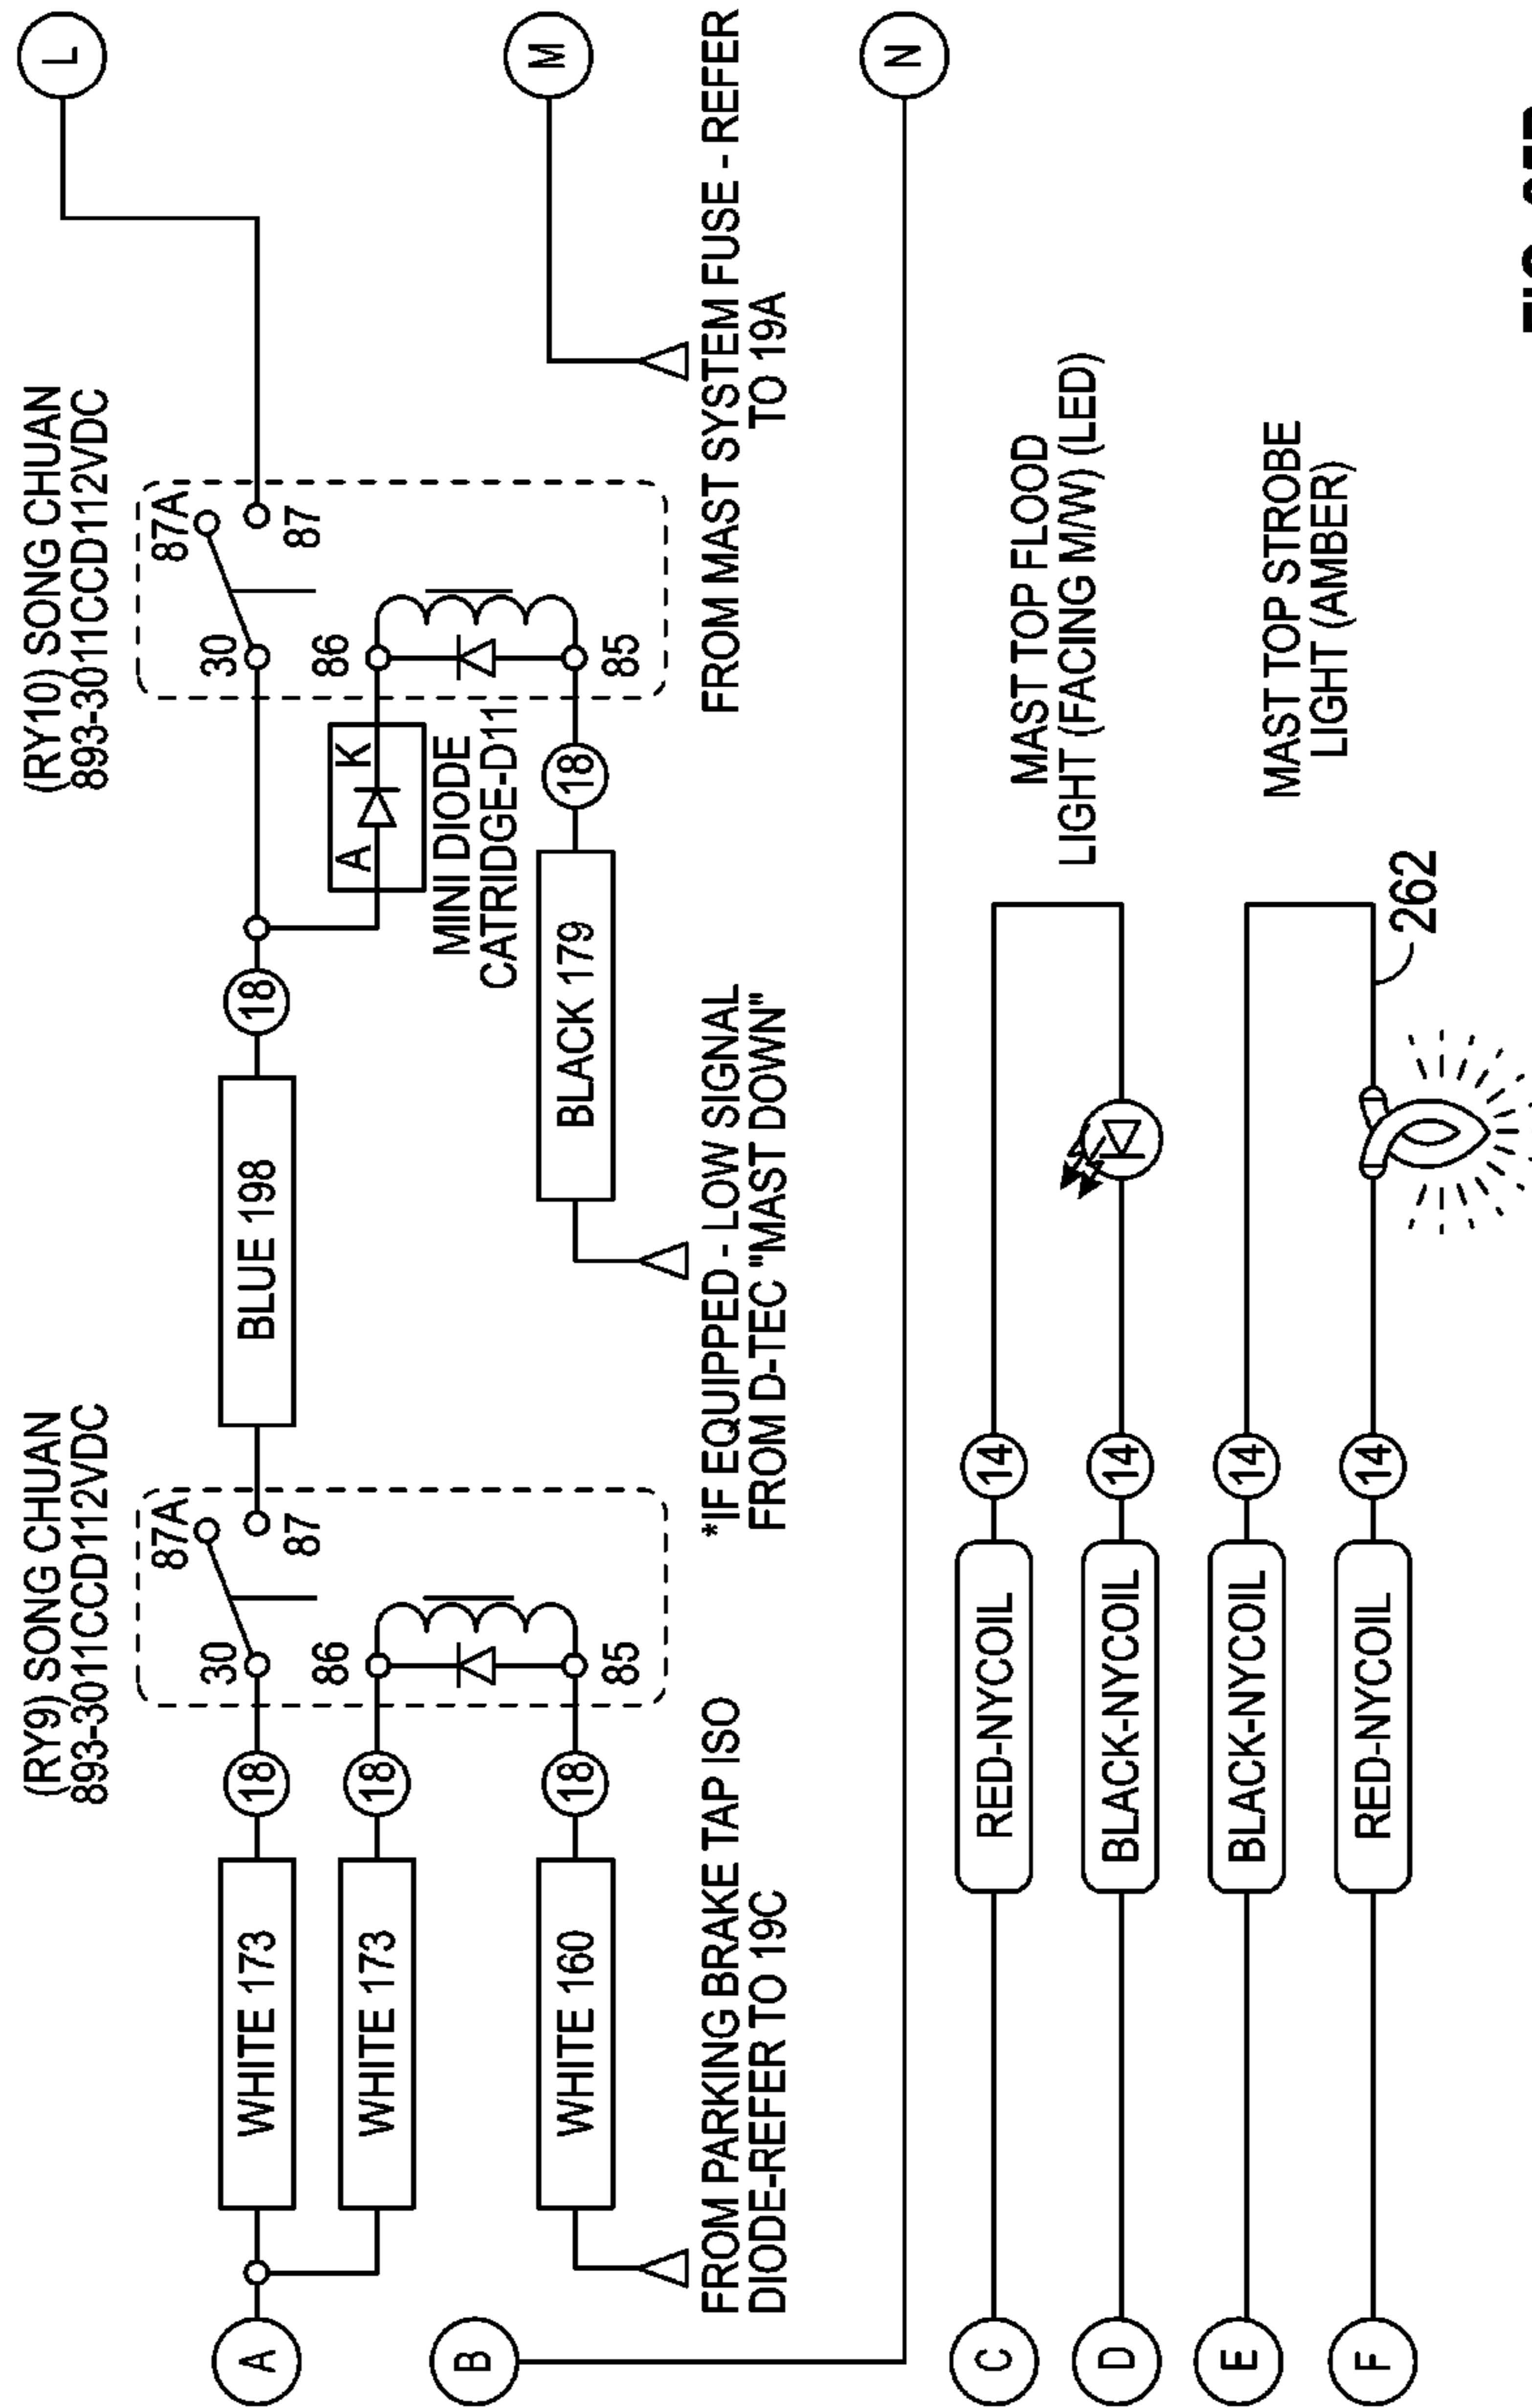 (RY9) SONG CHUAN
893-3011CCD112VDC
(RY10) SONG CHUAN
893-3011CCD112VDC
L
A
WHITE 173
18
30
87A
87
BLUE 198
18
30
87A
87
WHITE 173
18
86
A K
86
MINI DIODE
CATRIDGE-D11
B
WHITE 160
18
85
BLACK 179
18
85
M
FROM PARKING BRAKE TAP ISO
DIODE-REFER TO 19C
*IF EQUIPPED - LOW SIGNAL
FROM D-TEC "MAST DOWN"
FROM MAST SYSTEM FUSE - REFER
TO 19A
N
C
RED-NYCOIL
14
MAST TOP FLOOD
LIGHT (FACING M/W) (LED)
D
BLACK-NYCOIL
14
E
BLACK-NYCOIL
14
MAST TOP STROBE
LIGHT (AMBER)
F
RED-NYCOIL
14
262